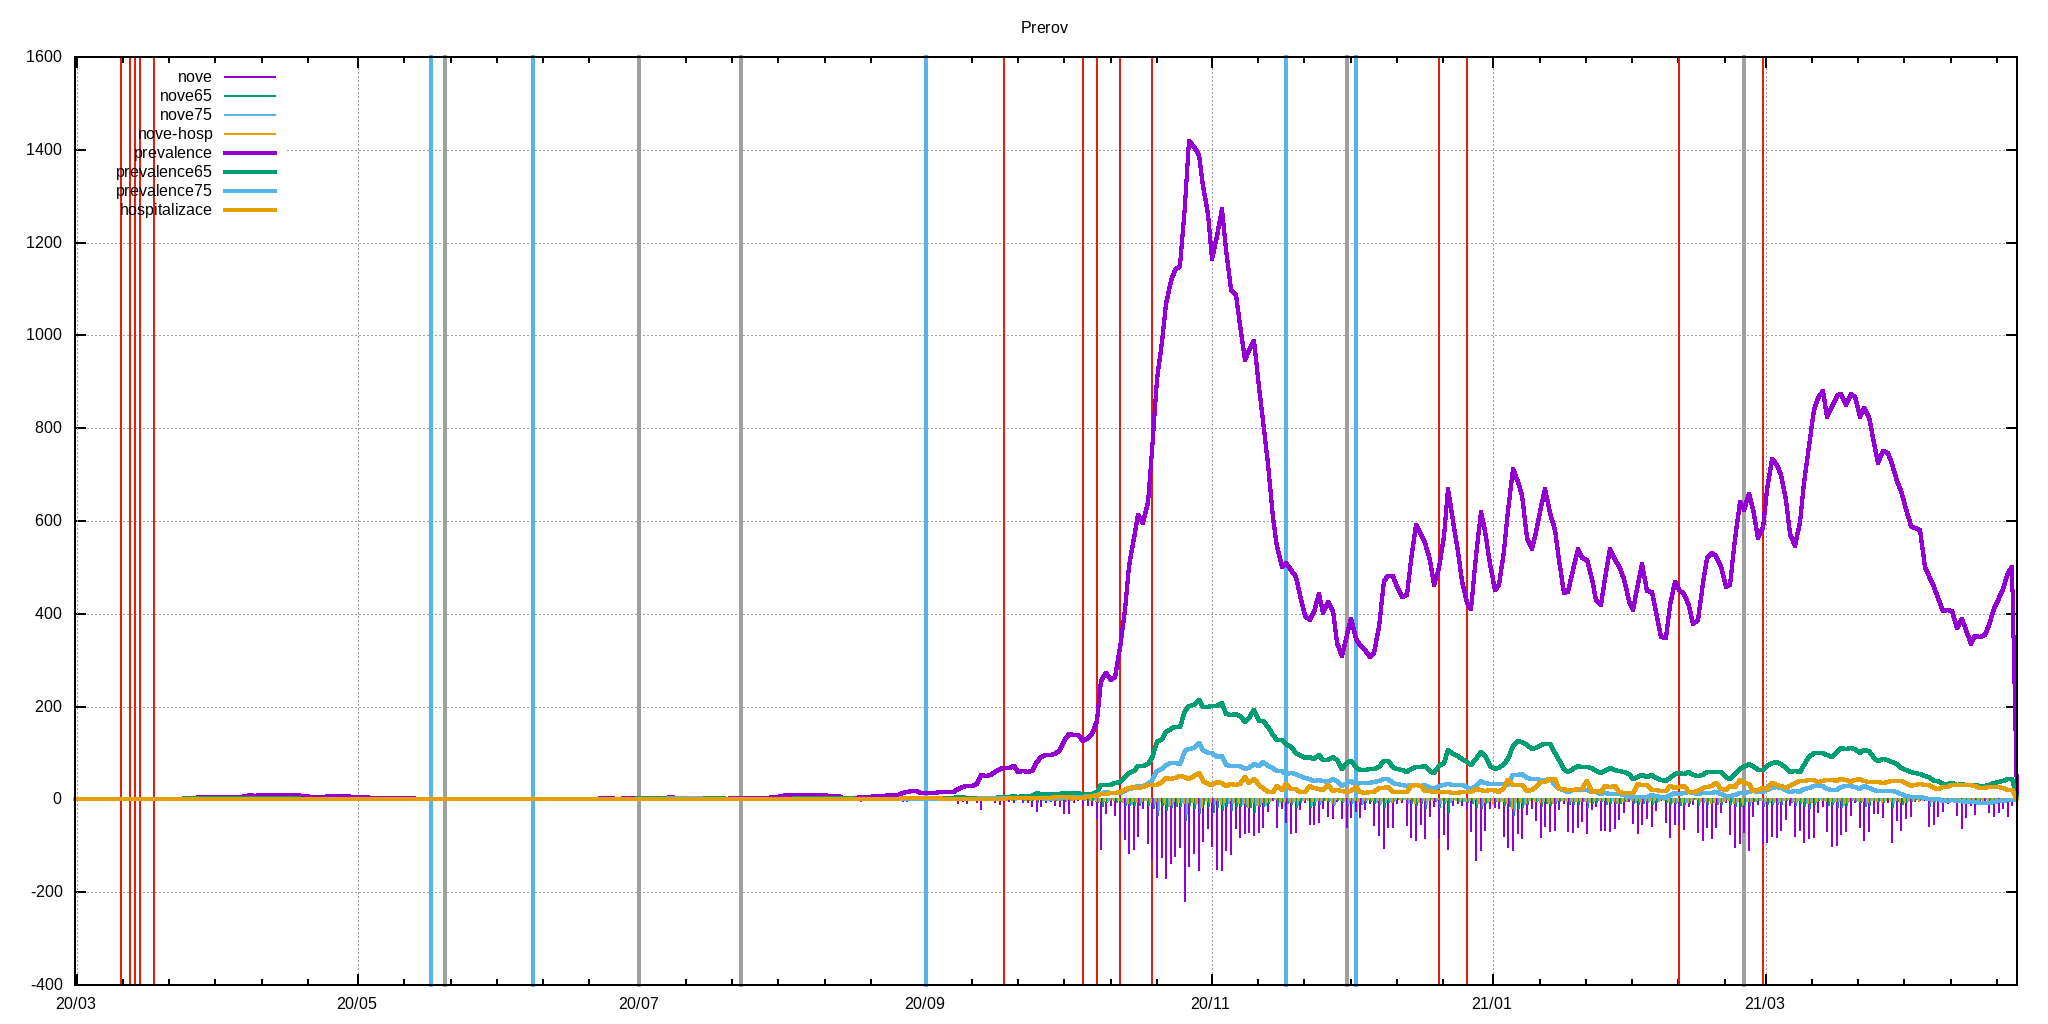 Prerov
1600
1400
1200
1000
800
600
400
200
0
-200
-400
nove
nove65
nove75
nove-hosp
prevalence
prevalence65
prevalence75
hospitalizace
20/03 20/05 20/07 20/09 20/11 21/01 21/03